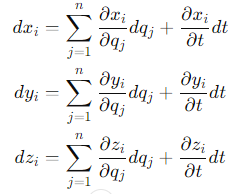 $dx_i = \sum_{j=1}^{n} \frac{\partial x_i}{\partial q_j} dq_j + \frac{\partial x_i}{\partial t} dt$
$dy_i = \sum_{j=1}^{n} \frac{\partial y_i}{\partial q_j} dq_j + \frac{\partial y_i}{\partial t} dt$
$dz_i = \sum_{j=1}^{n} \frac{\partial z_i}{\partial q_j} dq_j + \frac{\partial z_i}{\partial t} dt$